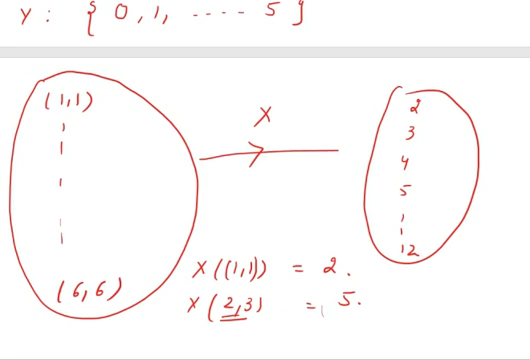 Y : { 0, 1, ..... 5 }
(1,1)
(6,6)
X
2
3
4
5
12
X((1,1)) = 2.
X(2,3) = 5.